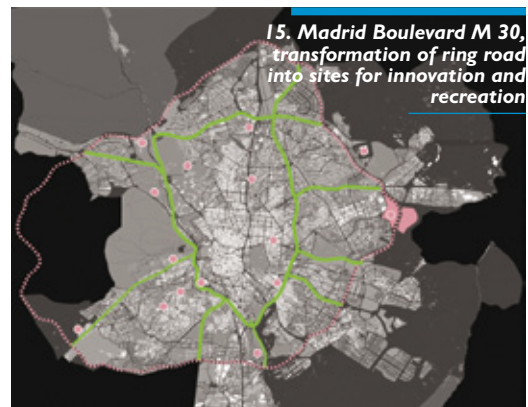 15. Madrid Boulevard M 30,
transformation of ring road
into sites for innovation and
recreation